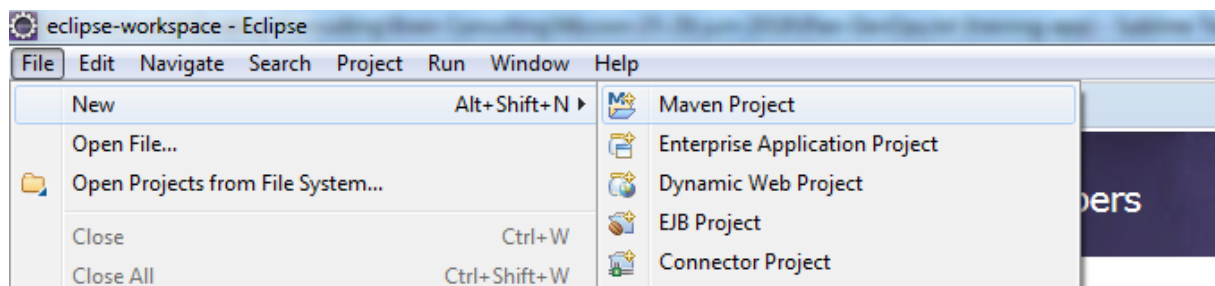 eclipse-workspace - Eclipse
File Edit Navigate Search Project Run Window Help
New Alt+Shift+N
Open File...
Open Projects from File System...
Close Ctrl+W
Close All Ctrl+Shift+W
Maven Project
Enterprise Application Project
Dynamic Web Project
EJB Project
Connector Project
pers